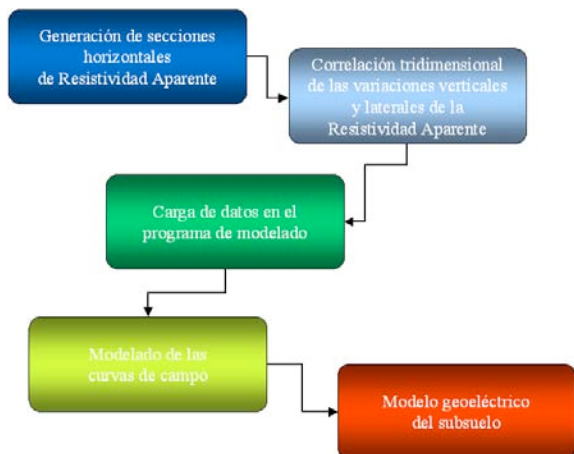 Generación de secciones
horizontales
de Resistividad Aparente
Correlación tridimensional
de las variaciones verticales
y laterales de la
Resistividad Aparente
Carga de datos en el
programa de modelado
Modelado de las
curvas de campo
Modelo geoeléctrico
del subsuelo